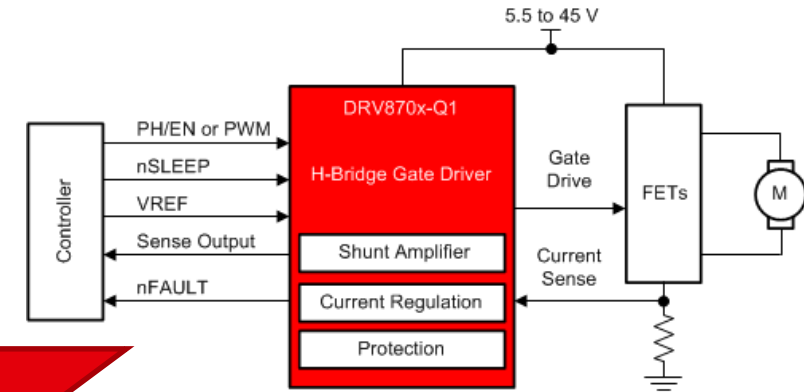 5.5 to 45 V
DRV870x-Q1
H-Bridge Gate Driver
Controller
PH/EN or PWM
nSLEEP
VREF
Sense Output
nFAULT
Shunt Amplifier
Current Regulation
Protection
Gate
Drive
Current
Sense
FETs
M